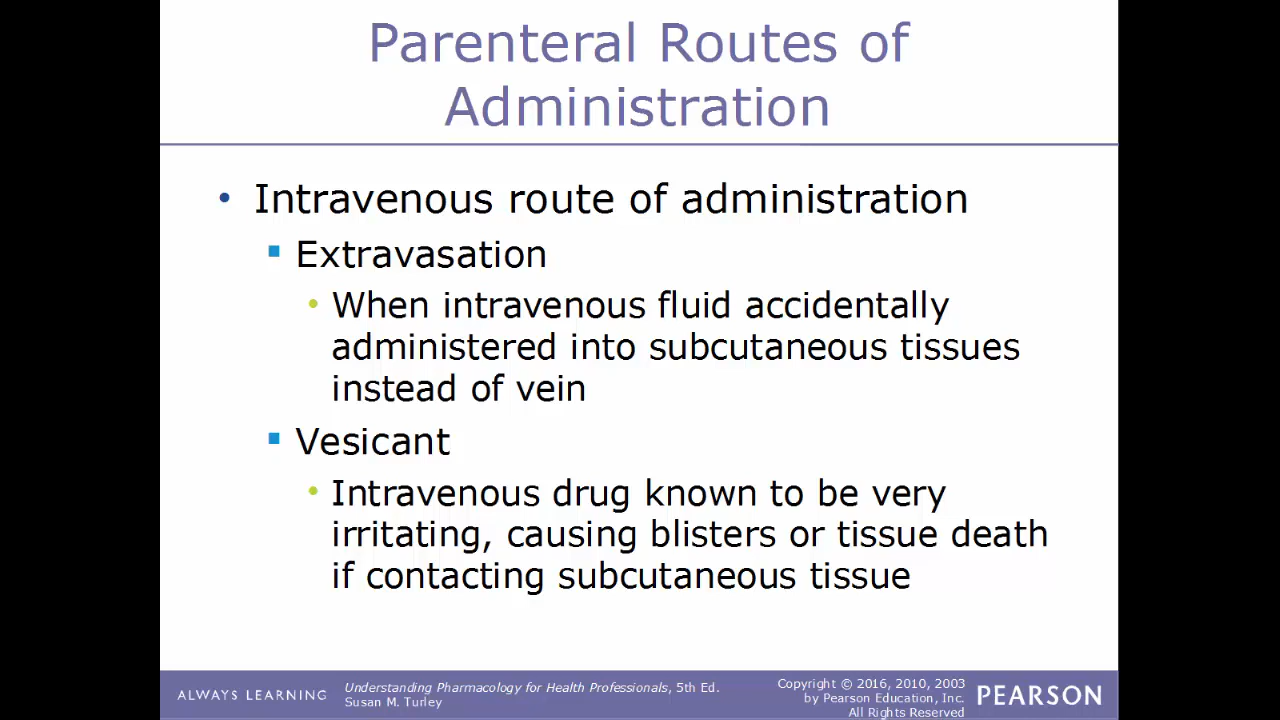 Parenteral Routes of
Administration
• Intravenous route of administration
▪ Extravasation
• When intravenous fluid accidentally
administered into subcutaneous tissues
instead of vein
▪ Vesicant
• Intravenous drug known to be very
irritating, causing blisters or tissue death
if contacting subcutaneous tissue
ALWAYS LEARNING
Understanding Pharmacology for Health Professionals, 5th Ed.
Susan M. Turley
Copyright © 2016, 2010, 2003
by Pearson Education, Inc.
All Rights Reserved
PEARSON